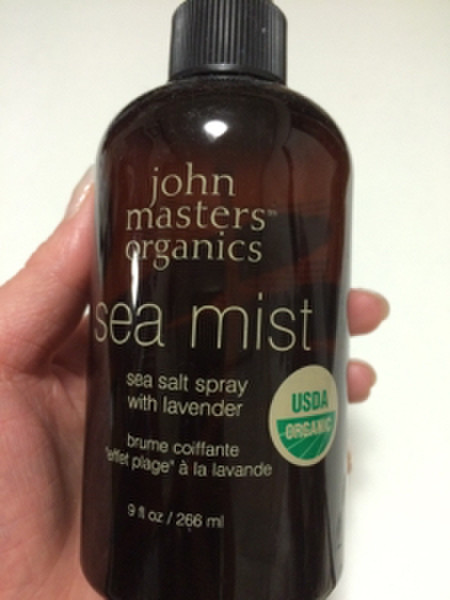 john
masters™
organics
sea mist
sea salt spray
with lavender
USDA
ORGANIC
brume coiffante
"effet plage" à la lavande
9 fl oz / 266 ml